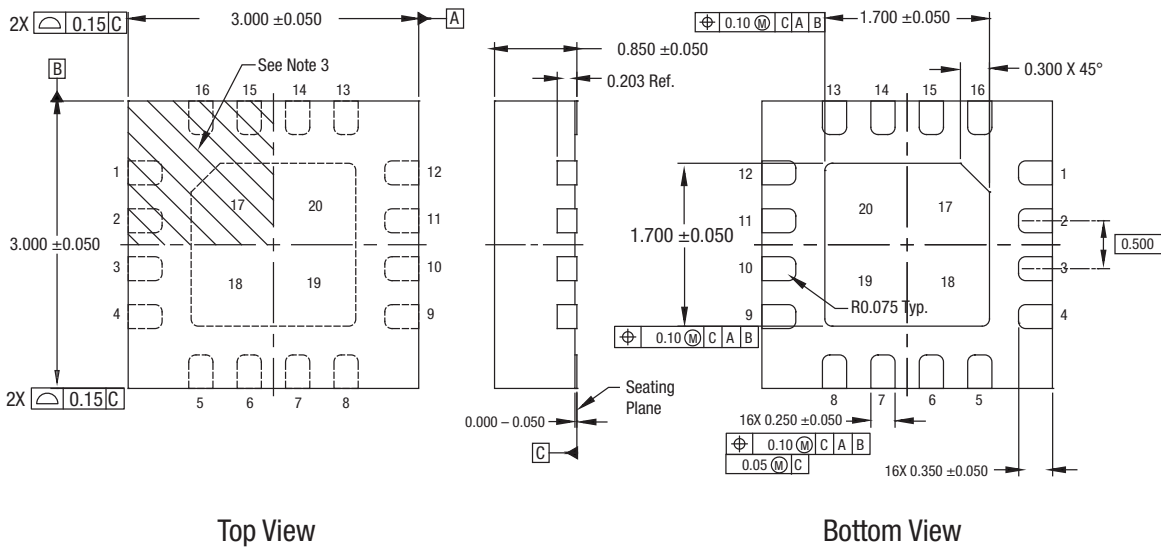 2X ⌓ 0.15 C
3.000 ±0.050
A
B
See Note 3
16 15 14 13
1
2
3
4
12
11
10
9
17
20
18
19
3.000 ±0.050
5 6 7 8
2X ⌓ 0.15 C
0.850 ±0.050
0.203 Ref.
Seating
Plane
0.000 – 0.050
C
⌖ 0.10 Ⓜ C A B
1.700 ±0.050
0.300 X 45°
13 14 15 16
12
11
10
9
1
2
3
4
20
17
19
18
1.700 ±0.050
0.500
R0.075 Typ.
⌖ 0.10 Ⓜ C A B
8 7 6 5
16X 0.250 ±0.050
⌖ 0.10 Ⓜ C A B
0.05 Ⓜ C
16X 0.350 ±0.050
Top View
Bottom View